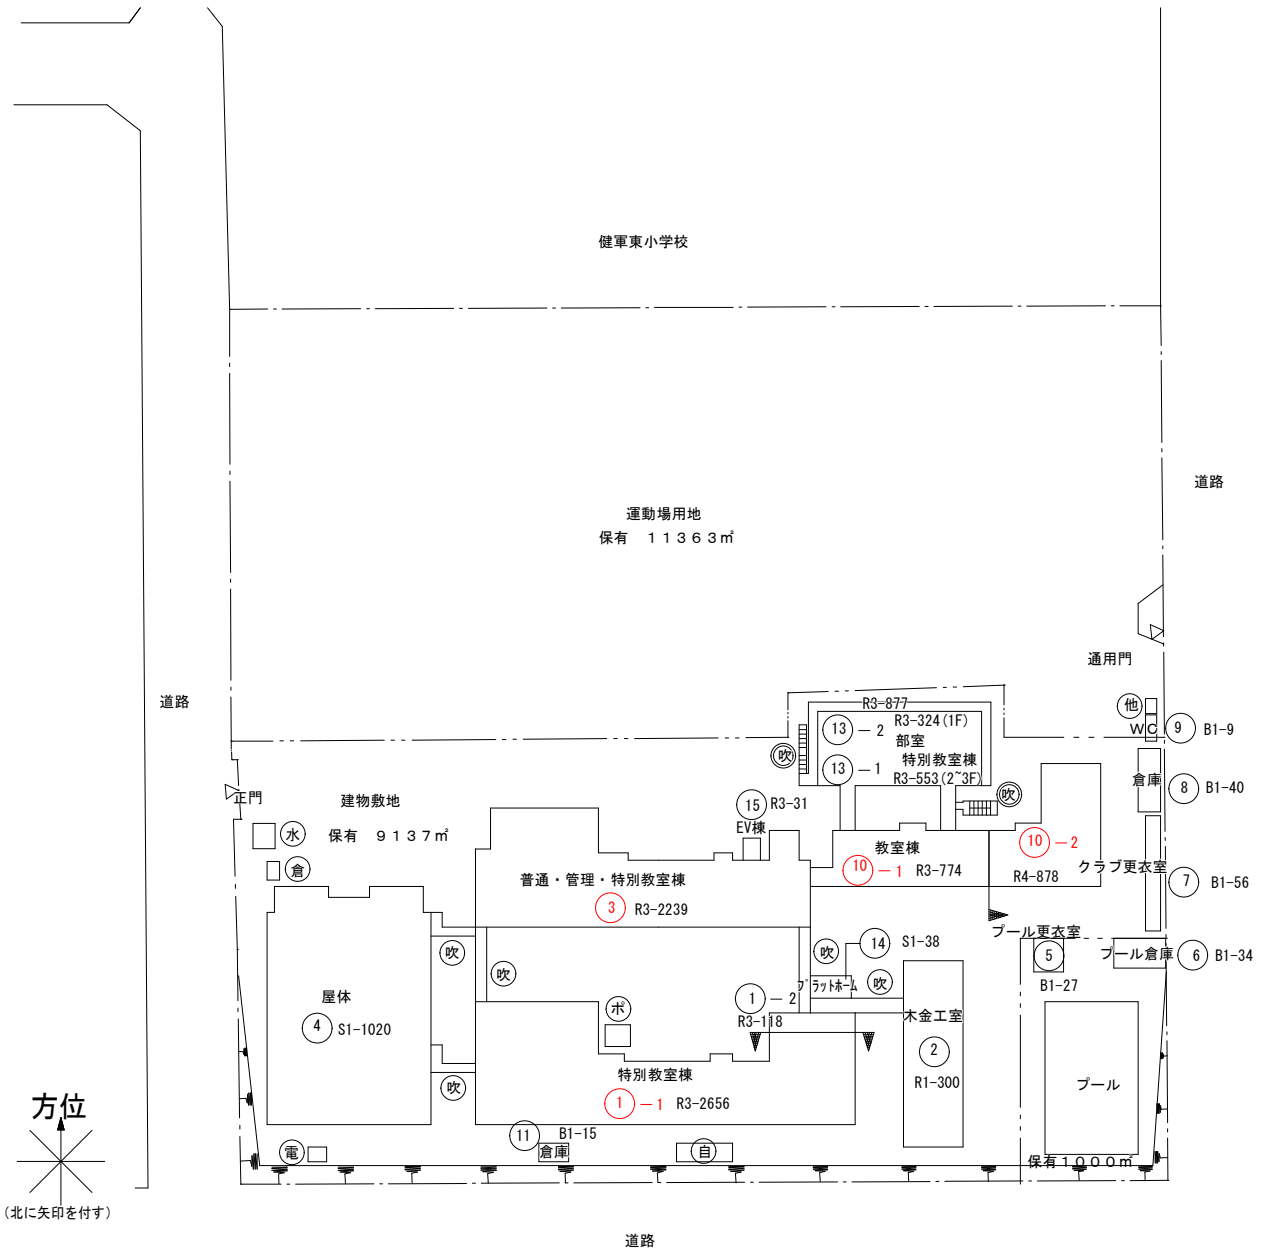 健軍東小学校
道路
運動場用地
保有 11363㎡
通用門
道路
R3-877
他
13-2
R3-324(1F)
部室
WC
9
B1-9
吹
13-1
特別教室棟
R3-553(2~3F)
倉庫
8
B1-40
正門
建物敷地
15
R3-31
吹
水
保有 9137㎡
EV棟
教室棟
10-2
倉
10-1
R3-774
R4-878
クラブ更衣室
7
B1-56
普通・管理・特別教室棟
3
R3-2239
プール更衣室
吹
吹
吹
14
S1-38
5
プール倉庫
6
B1-34
屋体
吹
プラットホーム
B1-27
4
S1-1020
1-2
ポ
R3-118
木金工室
2
R1-300
特別教室棟
プール
吹
1-1
R3-2656
方位
11
B1-15
電
倉庫
自
保有1000㎡
(北に矢印を付す)
道路